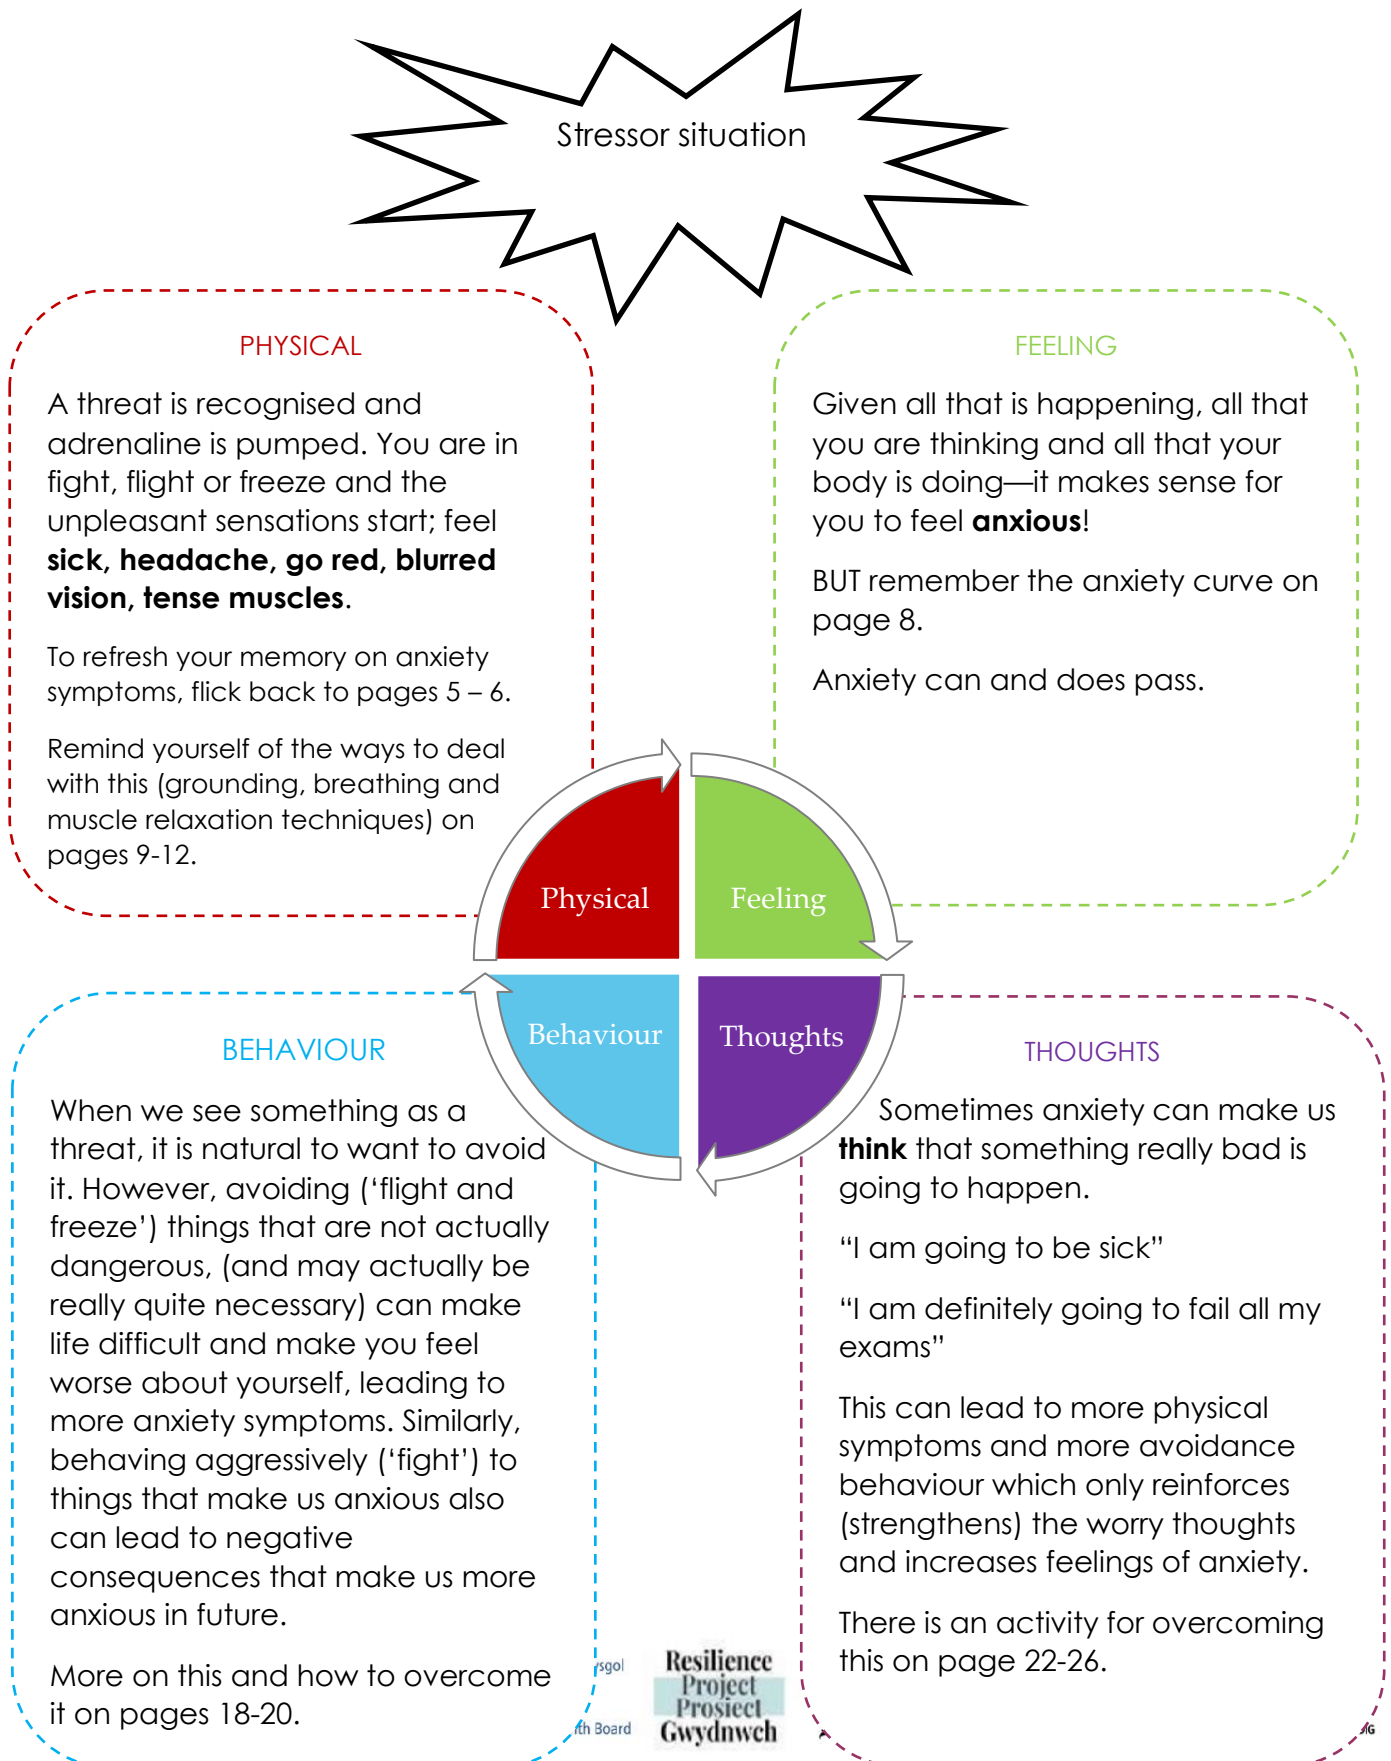 Stressor situation
PHYSICAL
A threat is recognised and
adrenaline is pumped. You are in
fight, flight or freeze and the
unpleasant sensations start; feel
sick, headache, go red, blurred
vision, tense muscles.
To refresh your memory on anxiety
symptoms, flick back to pages 5 – 6.
Remind yourself of the ways to deal
with this (grounding, breathing and
muscle relaxation techniques) on
pages 9-12.
FEELING
Given all that is happening, all that
you are thinking and all that your
body is doing—it makes sense for
you to feel anxious!
BUT remember the anxiety curve on
page 8.
Anxiety can and does pass.
Physical
Feeling
Behaviour
Thoughts
BEHAVIOUR
When we see something as a
threat, it is natural to want to avoid
it. However, avoiding (‘flight and
freeze’) things that are not actually
dangerous, (and may actually be
really quite necessary) can make
life difficult and make you feel
worse about yourself, leading to
more anxiety symptoms. Similarly,
behaving aggressively (‘fight’) to
things that make us anxious also
can lead to negative
consequences that make us more
anxious in future.
More on this and how to overcome
it on pages 18-20.
THOUGHTS
Sometimes anxiety can make us
think that something really bad is
going to happen.
“I am going to be sick”
“I am definitely going to fail all my
exams”
This can lead to more physical
symptoms and more avoidance
behaviour which only reinforces
(strengthens) the worry thoughts
and increases feelings of anxiety.
There is an activity for overcoming
this on page 22-26.
Board
Resilience
Project
Prosiect
Gwydnwch